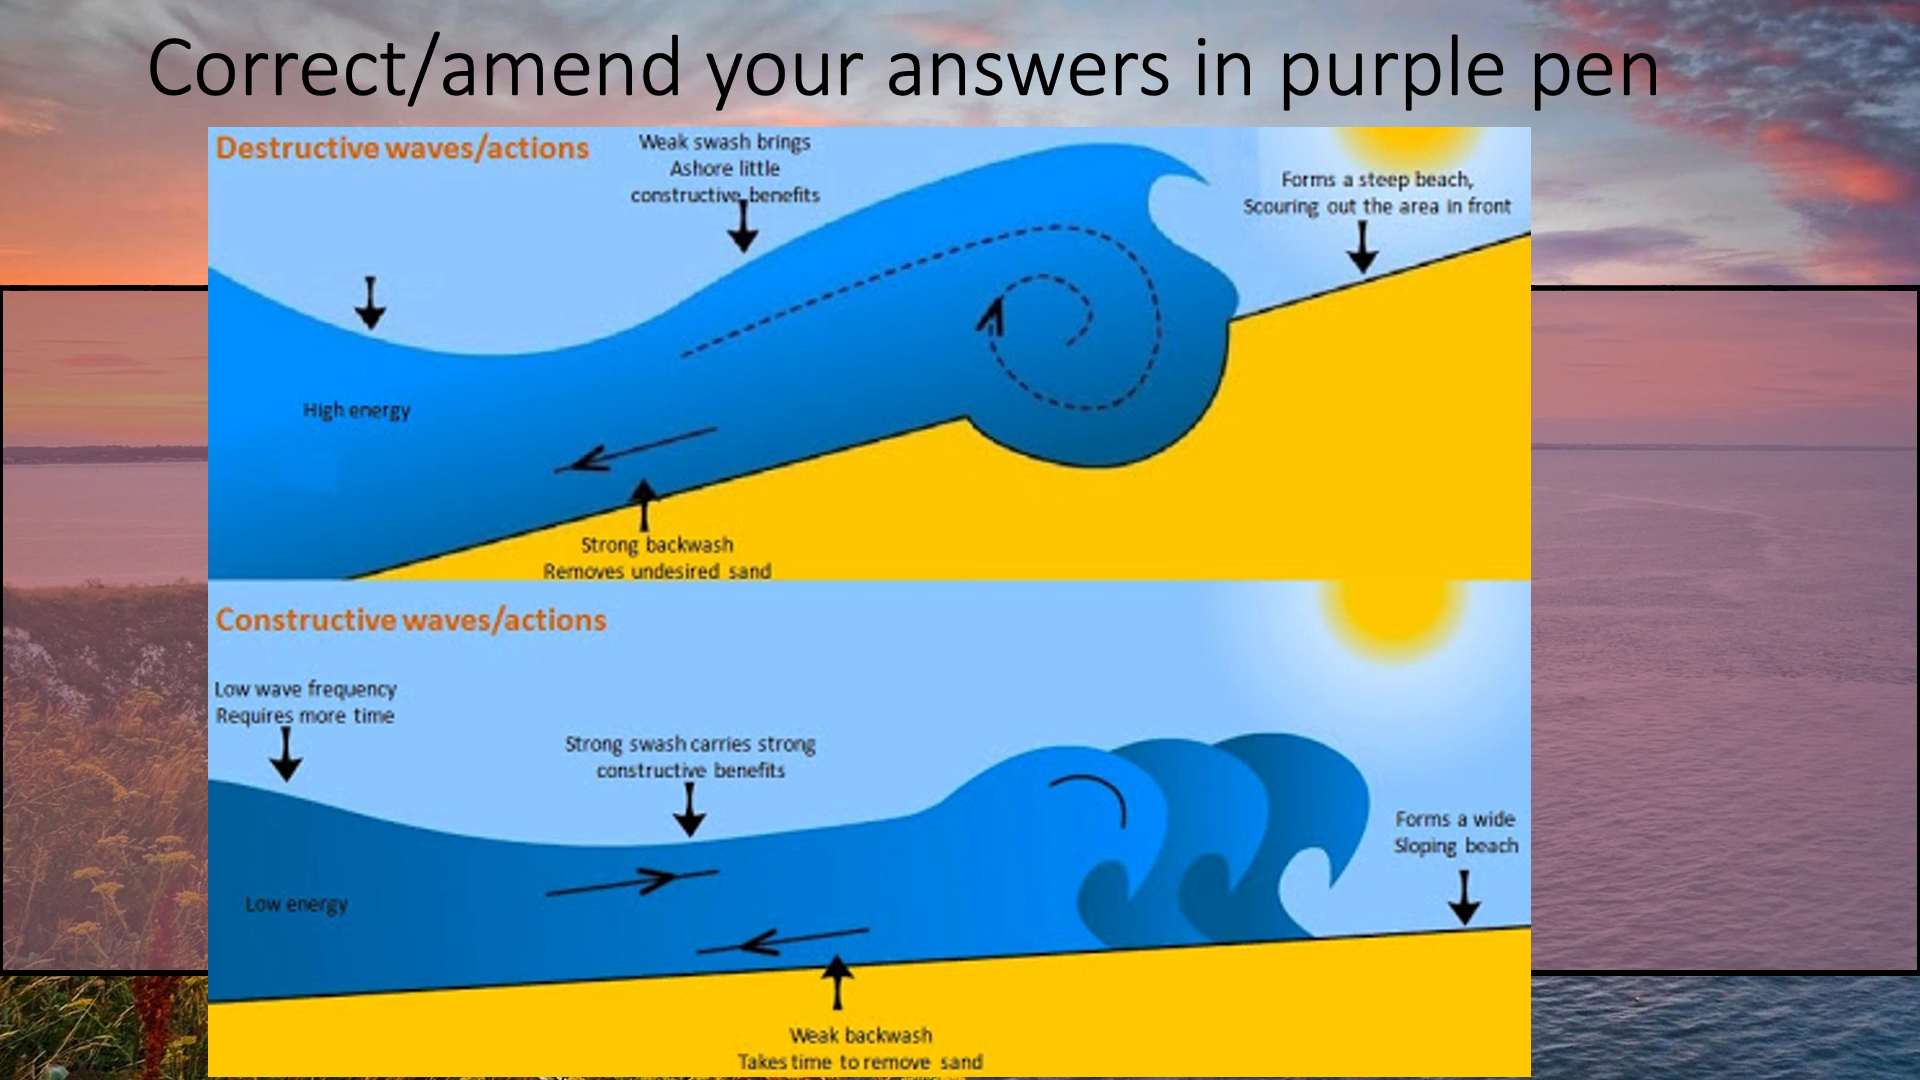 Correct/amend your answers in purple pen
Destructive waves/actions
Weak swash brings
Ashore little
constructive benefits
Forms a steep beach,
Scouring out the area in front
High energy
Strong backwash
Removes undesired sand
Constructive waves/actions
Low wave frequency
Requires more time
Strong swash carries strong
constructive benefits
Forms a wide
Sloping beach
Low energy
Weak backwash
Takes time to remove sand